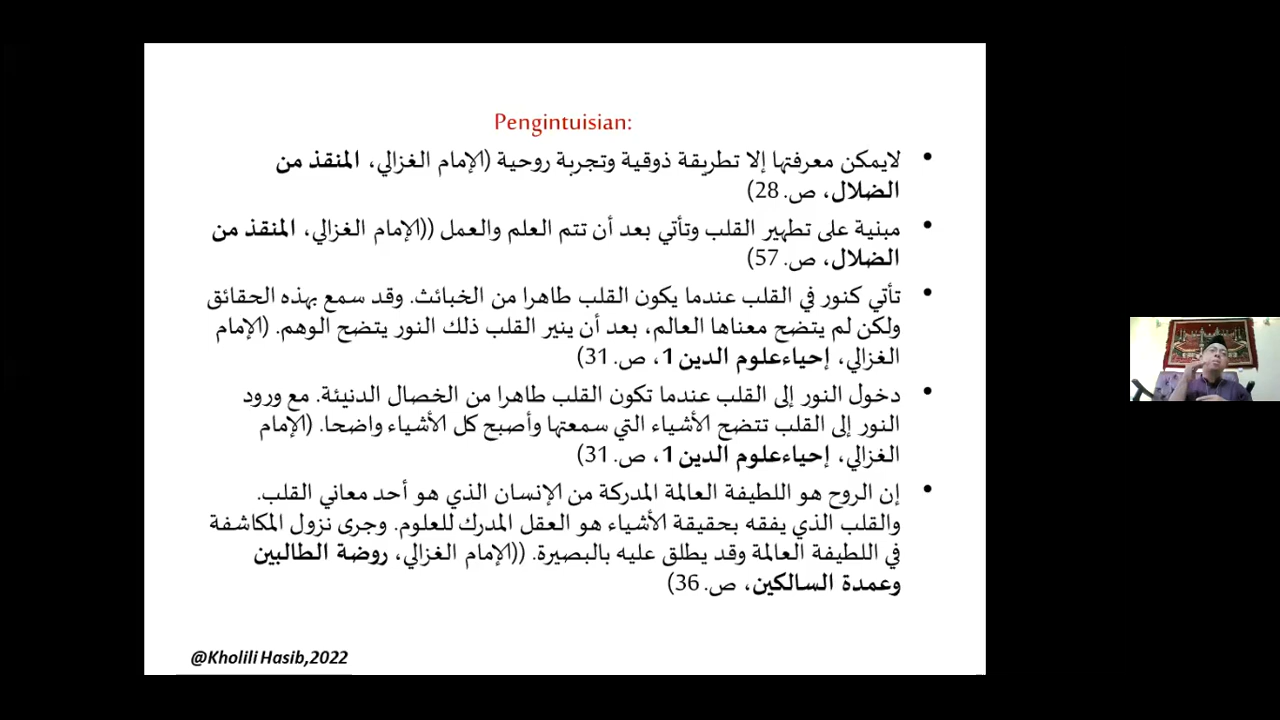 Pengintuisian:
• لايمكن معرفتها إلا تطريقة ذوقية وتجربة روحية (الإمام الغزالي، المنقذ من
الضلال، ص. 28)
• مبنية على تطهير القلب وتأتي بعد أن تتم العلم والعمل ((الإمام الغزالي، المنقذ من
الضلال، ص. 57)
• تأتي كنور في القلب عندما يكون القلب طاهرا من الخبائث. وقد سمع بهذه الحقائق
ولكن لم يتضح معناها العالم، بعد أن ينير القلب ذلك النور يتضح الوهم. (الإمام
الغزالي، إحياءعلوم الدين 1، ص. 31)
• دخول النور إلى القلب عندما تكون القلب طاهرا من الخصال الدنيئة. مع ورود
النور إلى القلب تتضح الأشياء التي سمعتها وأصبح كل الأشياء واضحا. (الإمام
الغزالي، إحياءعلوم الدين 1، ص. 31)
• إن الروح هو اللطيفة العالمة المدركة من الإنسان الذي هو أحد معاني القلب.
والقلب الذي يفقه بحقيقة الأشياء هو العقل المدرك للعلوم. وجرى نزول المكاشفة
في اللطيفة العالمة وقد يطلق عليه بالبصيرة. ((الإمام الغزالي، روضة الطالبين
وعمدة السالكين، ص. 36)
@Kholili Hasib,2022